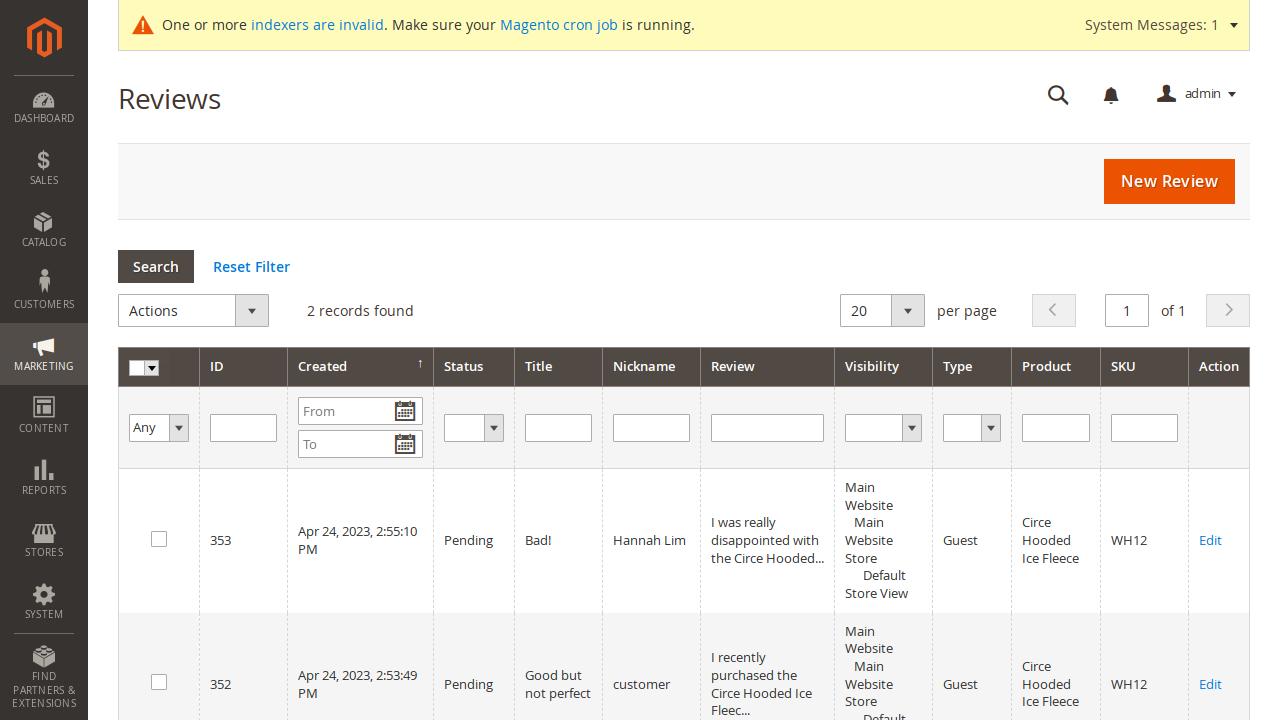 One or more indexers are invalid. Make sure your Magento cron job is running.
System Messages: 1
Reviews
admin
New Review
Search
Reset Filter
Actions
2 records found
20
per page
1
of 1
ID
Created
↑
Status
Title
Nickname
Review
Visibility
Type
Product
SKU
Action
Any
From
To
353
Apr 24, 2023, 2:55:10
PM
Pending
Bad!
Hannah Lim
I was really
disappointed with
the Circe Hooded...
Main
Website
Main
Website
Store
Default
Store View
Guest
Circe
Hooded
Ice Fleece
WH12
Edit
352
Apr 24, 2023, 2:53:49
PM
Pending
Good but
not perfect
customer
I recently
purchased the
Circe Hooded Ice
Fleec...
Main
Website
Main
Website
Store
Default
Guest
Circe
Hooded
Ice Fleece
WH12
Edit
DASHBOARD
SALES
CATALOG
CUSTOMERS
MARKETING
CONTENT
REPORTS
STORES
SYSTEM
FIND
PARTNERS &
EXTENSIONS